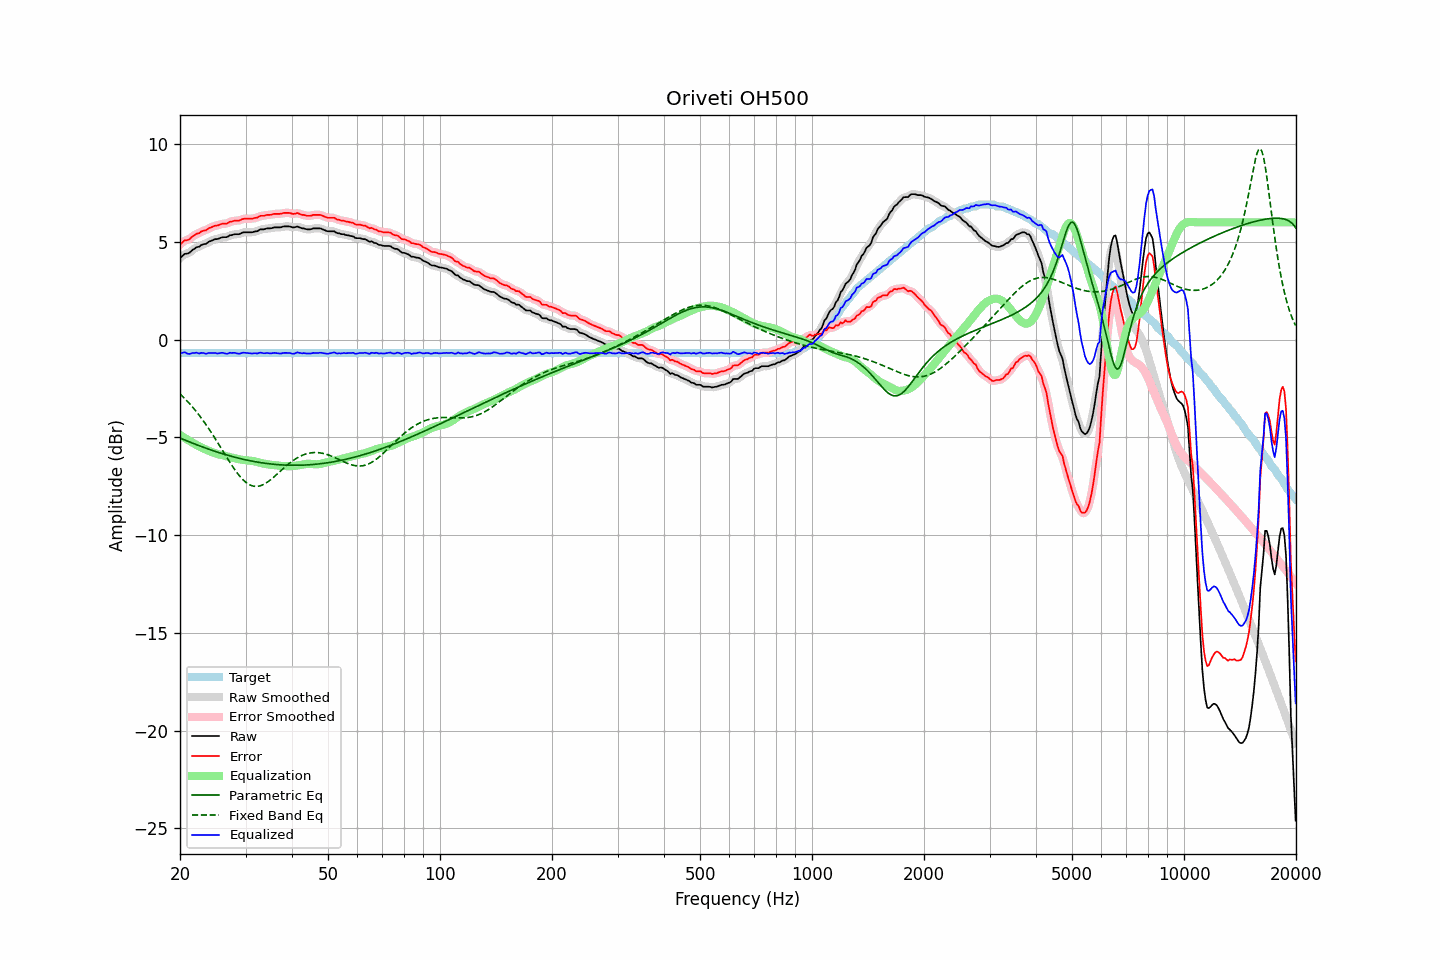 Oriveti OH500
10
5
0
−5
−10
−15
−20
−25
Amplitude (dBr)
Target
Raw Smoothed
Error Smoothed
Raw
Error
Equalization
Parametric Eq
Fixed Band Eq
Equalized
20 50 100 200 500 1000 2000 5000 10000 20000
Frequency (Hz)